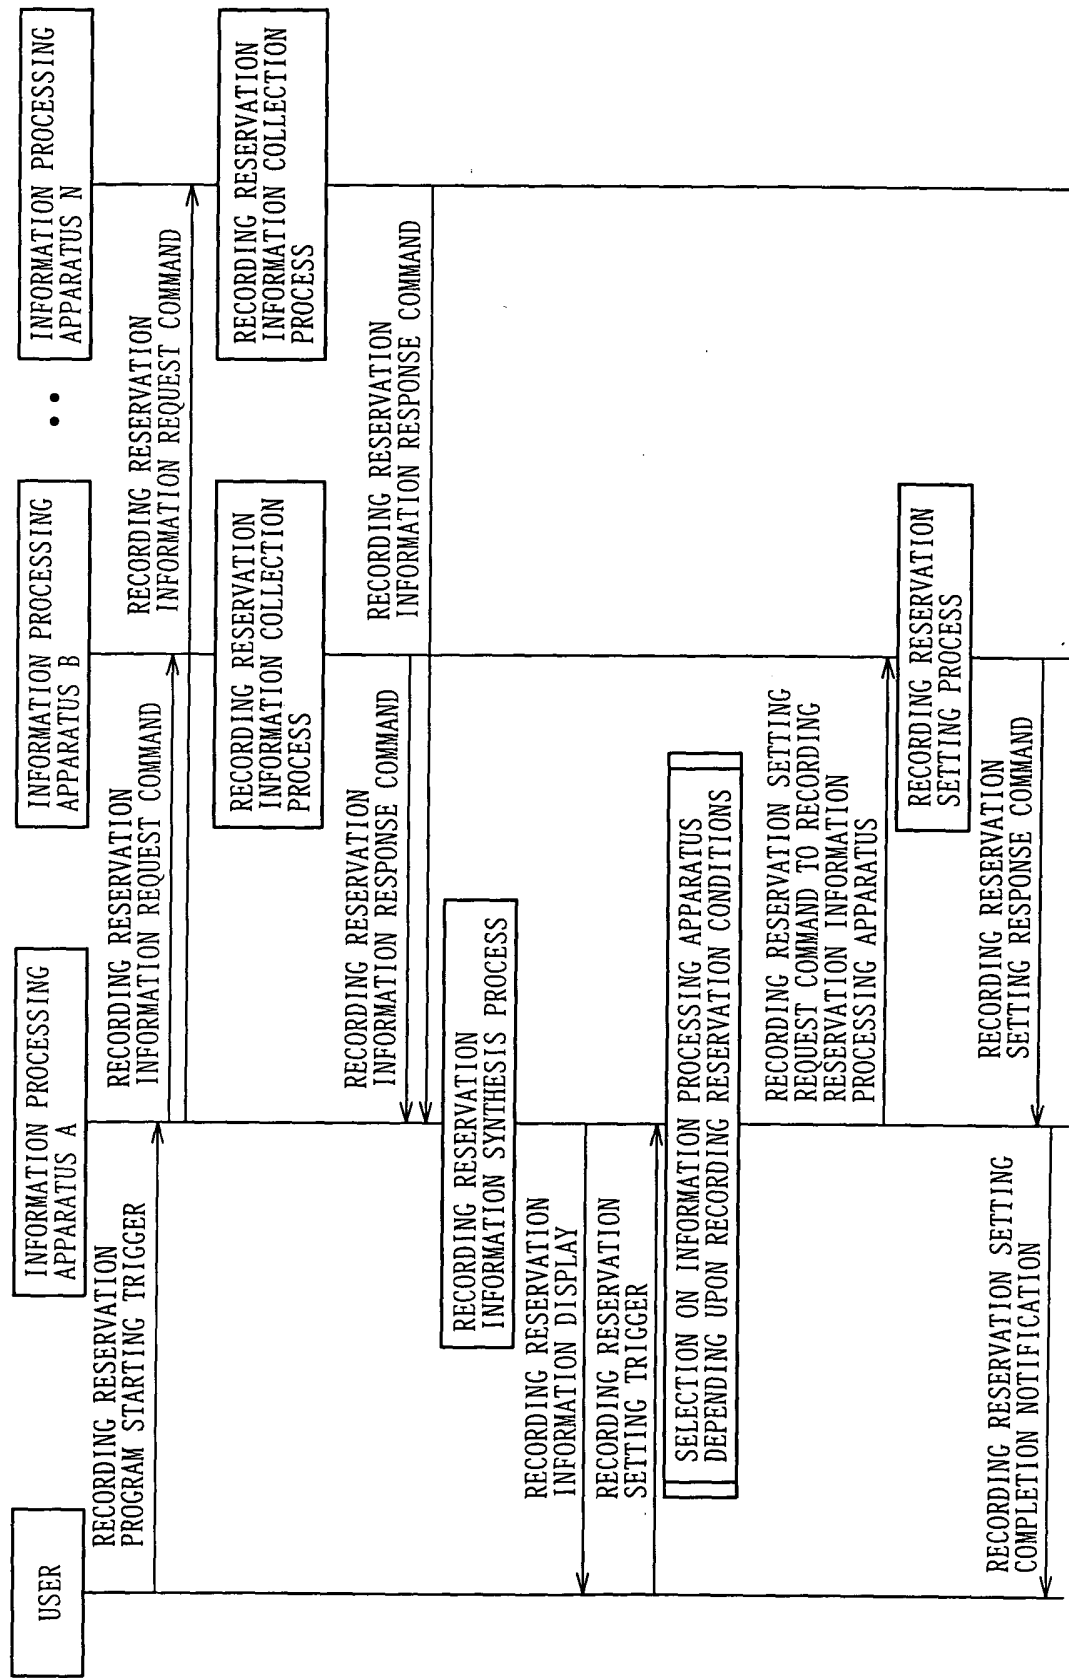 USER
INFORMATION PROCESSING
APPARATUS A
INFORMATION PROCESSING
APPARATUS B
INFORMATION PROCESSING
APPARATUS N
RECORDING RESERVATION
PROGRAM STARTING TRIGGER
RECORDING RESERVATION
INFORMATION REQUEST COMMAND
RECORDING RESERVATION
INFORMATION REQUEST COMMAND
RECORDING RESERVATION
INFORMATION COLLECTION
PROCESS
RECORDING RESERVATION
INFORMATION COLLECTION
PROCESS
RECORDING RESERVATION
INFORMATION RESPONSE COMMAND
RECORDING RESERVATION
INFORMATION RESPONSE COMMAND
RECORDING RESERVATION
INFORMATION SYNTHESIS PROCESS
RECORDING RESERVATION
INFORMATION DISPLAY
RECORDING RESERVATION
SETTING TRIGGER
SELECTION ON INFORMATION PROCESSING APPARATUS
DEPENDING UPON RECORDING RESERVATION CONDITIONS
RECORDING RESERVATION SETTING
REQUEST COMMAND TO RECORDING
RESERVATION INFORMATION
PROCESSING APPARATUS
RECORDING RESERVATION
SETTING PROCESS
RECORDING RESERVATION
SETTING RESPONSE COMMAND
RECORDING RESERVATION SETTING
COMPLETION NOTIFICATION